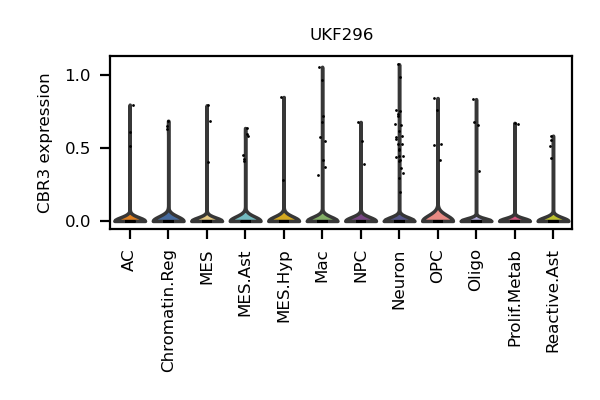 UKF296
CBR3 expression
1.0
0.5
0.0
AC
Chromatin.Reg
MES
MES.Ast
MES.Hyp
Mac
NPC
Neuron
OPC
Oligo
Prolif.Metab
Reactive.Ast